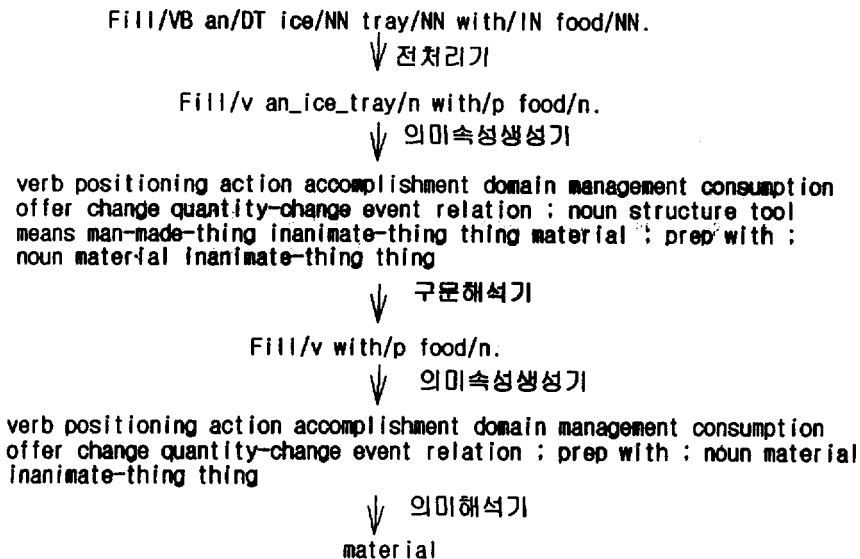 Fill/VB an/DT ice/NN tray/NN with/IN food/NN.
전처리기
Fill/v an_ice_tray/n with/p food/n.
의미속성생성기
verb positioning action accomplishment domain management consumption
offer change quantity-change event relation ; noun structure tool
means man-made-thing inanimate-thing thing material ; prep with ;
noun material inanimate-thing thing
구문해석기
Fill/v with/p food/n.
의미속성생성기
verb positioning action accomplishment domain management consumption
offer change quantity-change event relation ; prep with ; noun material
inanimate-thing thing
의미해석기
material